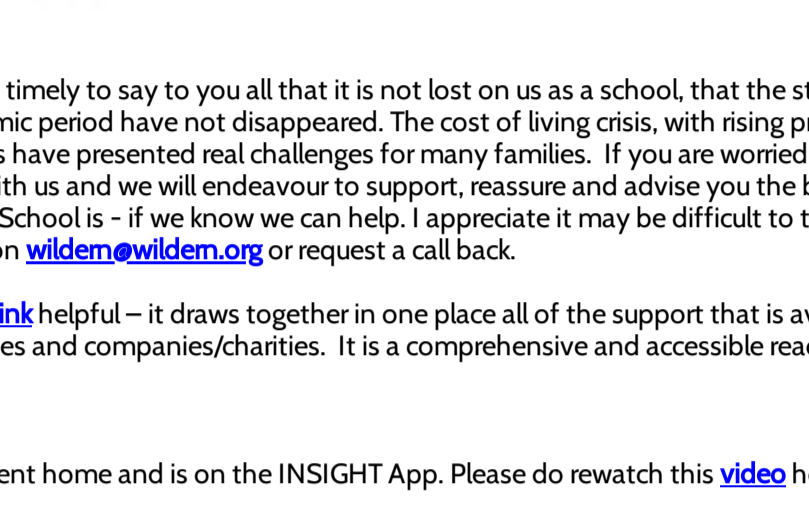 timely to say to you all that it is not lost on us as a school, that the st
mic period have not disappeared. The cost of living crisis, with rising p
s have presented real challenges for many families. If you are worried
ith us and we will endeavour to support, reassure and advise you the b
School is - if we know we can help. I appreciate it may be difficult to t
on wildern@wildern.org or request a call back.
ink helpful – it draws together in one place all of the support that is av
es and companies/charities. It is a comprehensive and accessible read
ent home and is on the INSIGHT App. Please do rewatch this video h